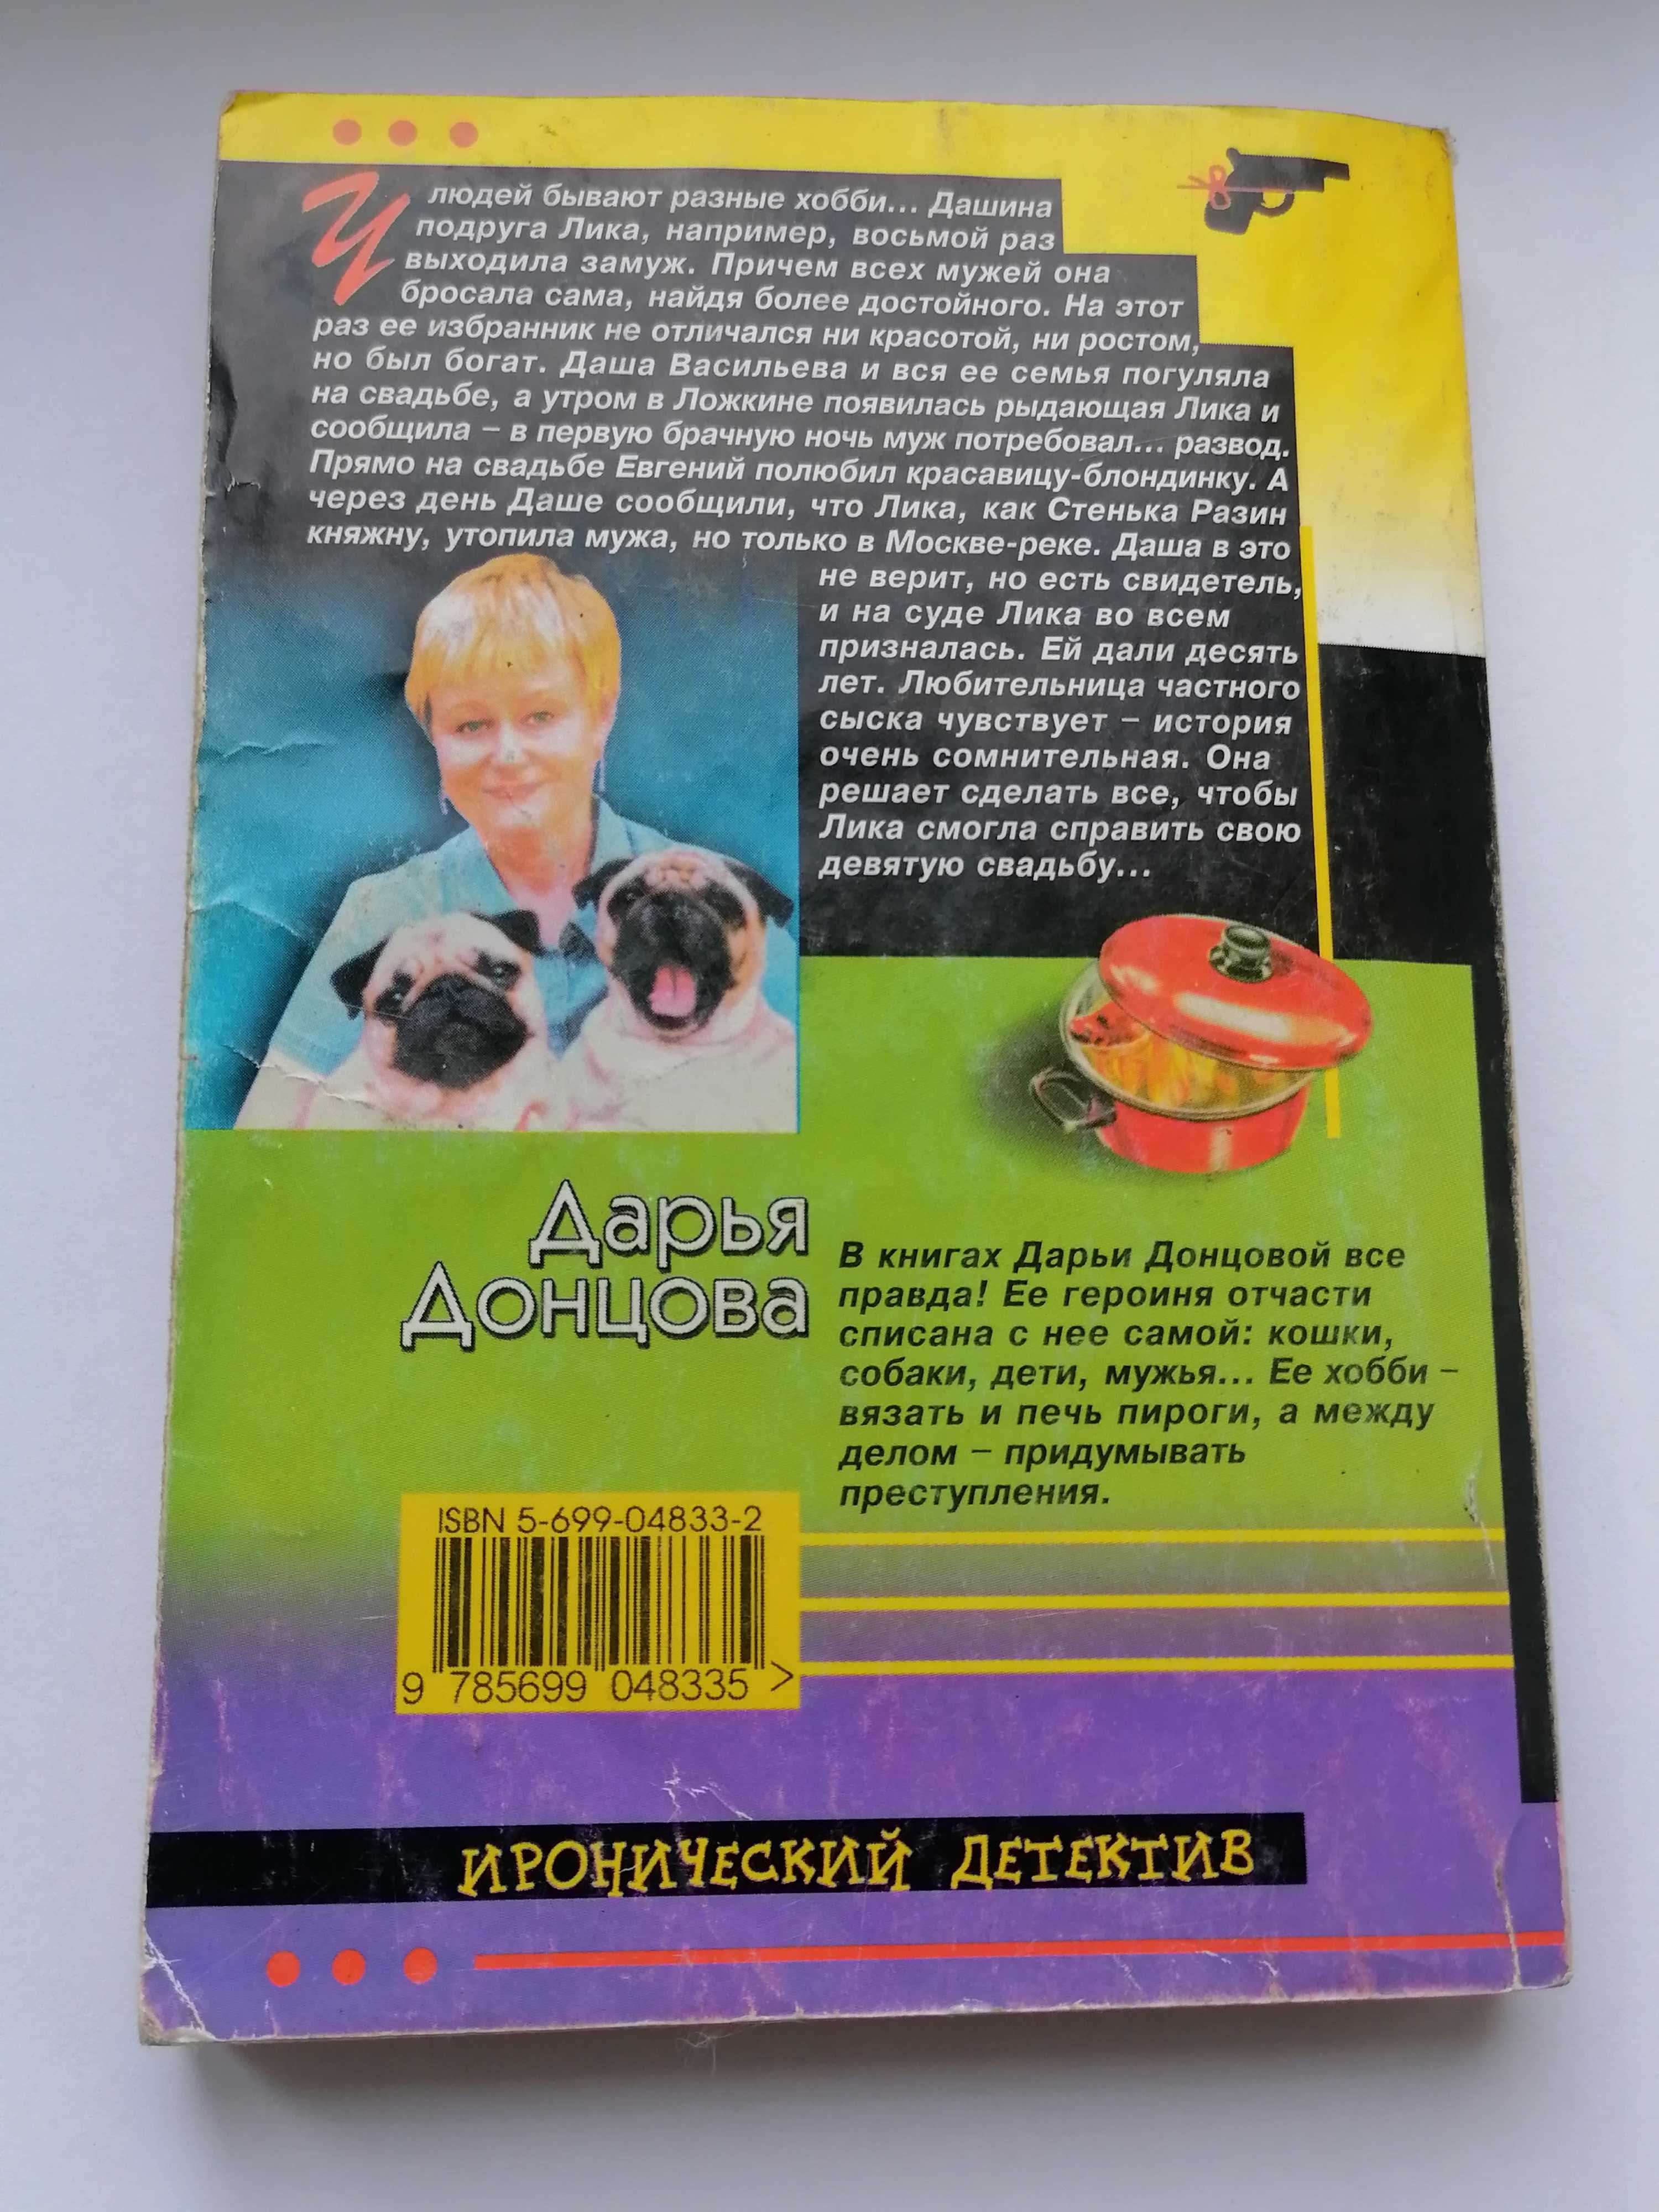 У людей бывают разные хобби... Дашина
подруга Лика, например, восьмой раз
выходила замуж. Причем всех мужей она
бросала сама, найдя более достойного. На этот
раз ее избранник не отличался ни красотой, ни ростом,
но был богат. Даша Васильева и вся ее семья погуляла
на свадьбе, а утром в Ложкине появилась рыдающая Лика и
сообщила – в первую брачную ночь муж потребовал... развод.
Прямо на свадьбе Евгений полюбил красавицу-блондинку. А
через день Даше сообщили, что Лика, как Стенька Разин
княжну, утопила мужа, но только в Москве-реке. Даша в это
не верит, но есть свидетель,
и на суде Лика во всем
призналась. Ей дали десять
лет. Любительница частного
сыска чувствует – история
очень сомнительная. Она
решает сделать все, чтобы
Лика смогла справить свою
девятую свадьбу...
Дарья
Донцова
В книгах Дарьи Донцовой все
правда! Ее героиня отчасти
списана с нее самой: кошки,
собаки, дети, мужья... Ее хобби –
вязать и печь пироги, а между
делом – придумывать
преступления.
ISBN 5-699-04833-2
9 785699 048335 >
ИРОНИЧЕСКИЙ ДЕТЕКТИВ